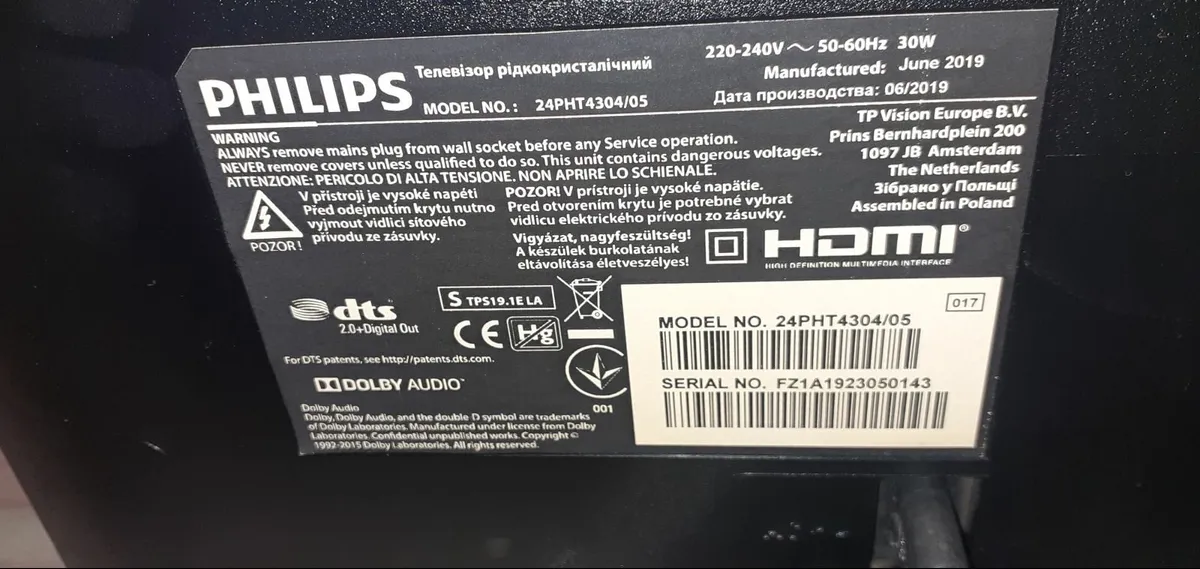 PHILIPS
Телевізор рідкокристалічний
MODEL NO. : 24PHT4304/05
220-240V ～ 50-60Hz 30W
Manufactured: June 2019
Дата производства: 06/2019
TP Vision Europe B.V.
Prins Bernhardplein 200
1097 JB Amsterdam
The Netherlands
Зібрано у Польщі
Assembled in Poland
WARNING
ALWAYS remove mains plug from wall socket before any Service operation.
NEVER remove covers unless qualified to do so. This unit contains dangerous voltages.
ATTENZIONE: PERICOLO DI ALTA TENSIONE. NON APRIRE LO SCHIENALE.
POZOR!
V přístroji je vysoké napětí
Před odejmutím krytu nutno
vyjmout vidlici síťového
přívodu ze zásuvky.
POZOR! V prístroji je vysoké napätie.
Pred otvorením krytu je potrebné vybrat
vidlicu elektrického prívodu zo zásuvky.
Vigyázat, nagyfeszültség!
A készülék burkolatának
eltávolítása életveszélyes!
HDMI®
HIGH DEFINITION MULTIMEDIA INTERFACE
dts
2.0+Digital Out
For DTS patents, see http://patents.dts.com.
S TPS19.1E LA
CE
Hg
001
DOLBY AUDIO™
Dolby Audio
Dolby, Dolby Audio, and the double D symbol are trademarks
of Dolby Laboratories. Manufactured under license from Dolby
Laboratories. Confidential unpublished works. Copyright ©
1992-2015 Dolby Laboratories. All rights reserved.
017
MODEL NO. 24PHT4304/05
SERIAL NO. FZ1A1923050143